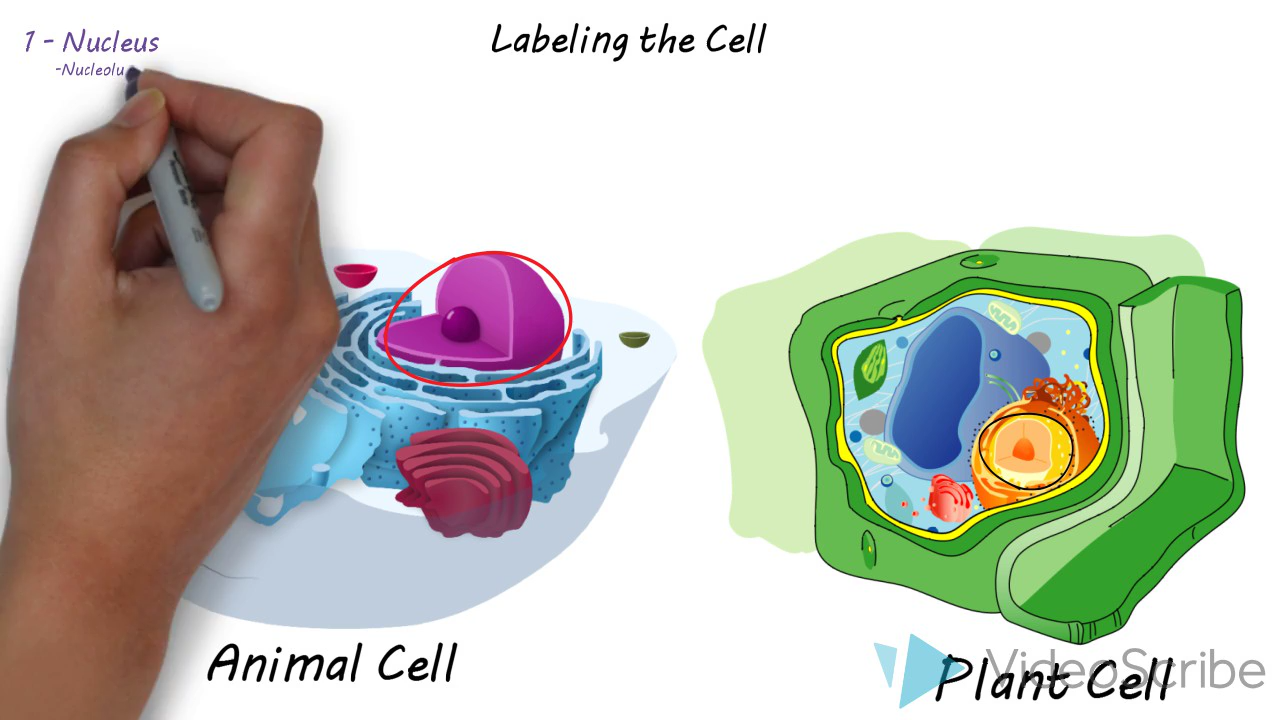 Labeling the Cell
1 - Nucleus
-Nucleolu
Animal Cell
Plant Cell
VideoScribe